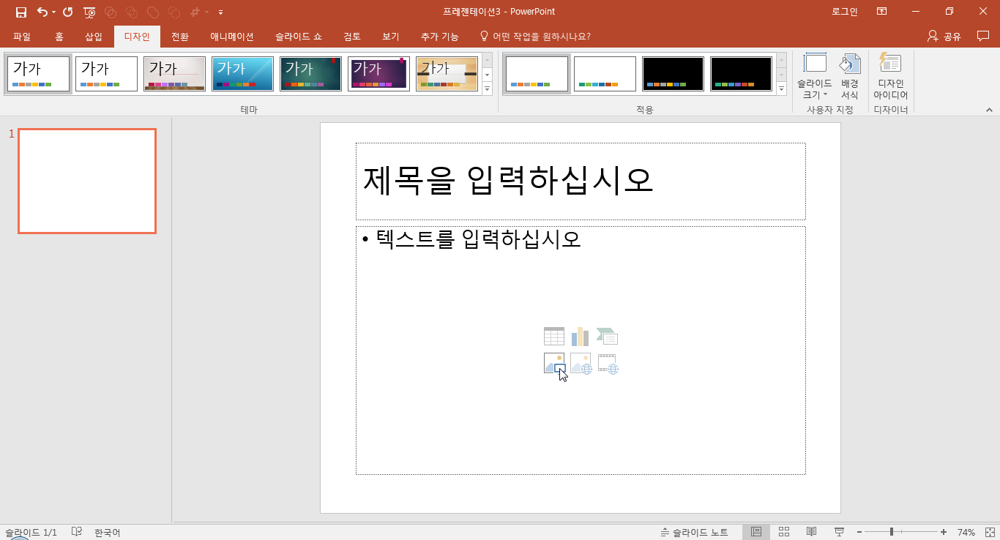 프레젠테이션3 - PowerPoint
로그인
파일 홈 삽입 디자인 전환 애니메이션 슬라이드 쇼 검토 보기 추가 기능 어떤 작업을 원하시나요? 공유
가가 가가 가가 가가 가가 가가 가가
슬라이드 크기
배경 서식
디자인 아이디어
테마 적용 사용자 지정 디자이너
1
제목을 입력하십시오
• 텍스트를 입력하십시오
슬라이드 1/1 한국어 슬라이드 노트 74%